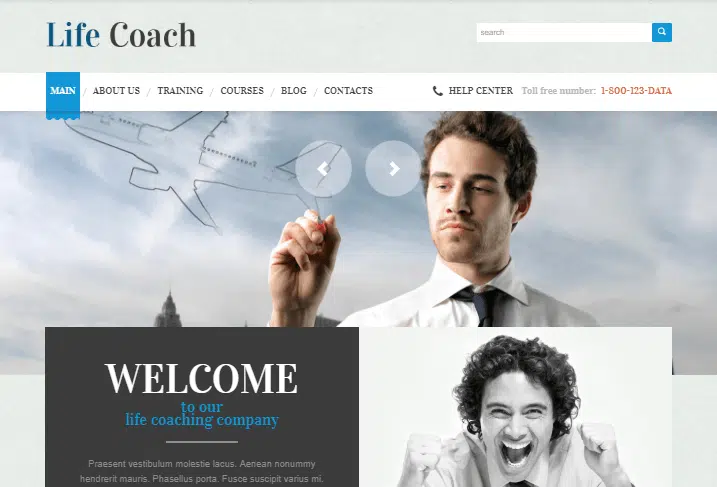 Life Coach
search
MAIN / ABOUT US / TRAINING / COURSES / BLOG / CONTACTS
HELP CENTER Toll free number: 1-800-123-DATA
WELCOME
to our
life coaching company
Praesent vestibulum molestie lacus. Aenean nonummy
hendrerit mauris. Phasellus porta. Fusce suscipit varius mi.